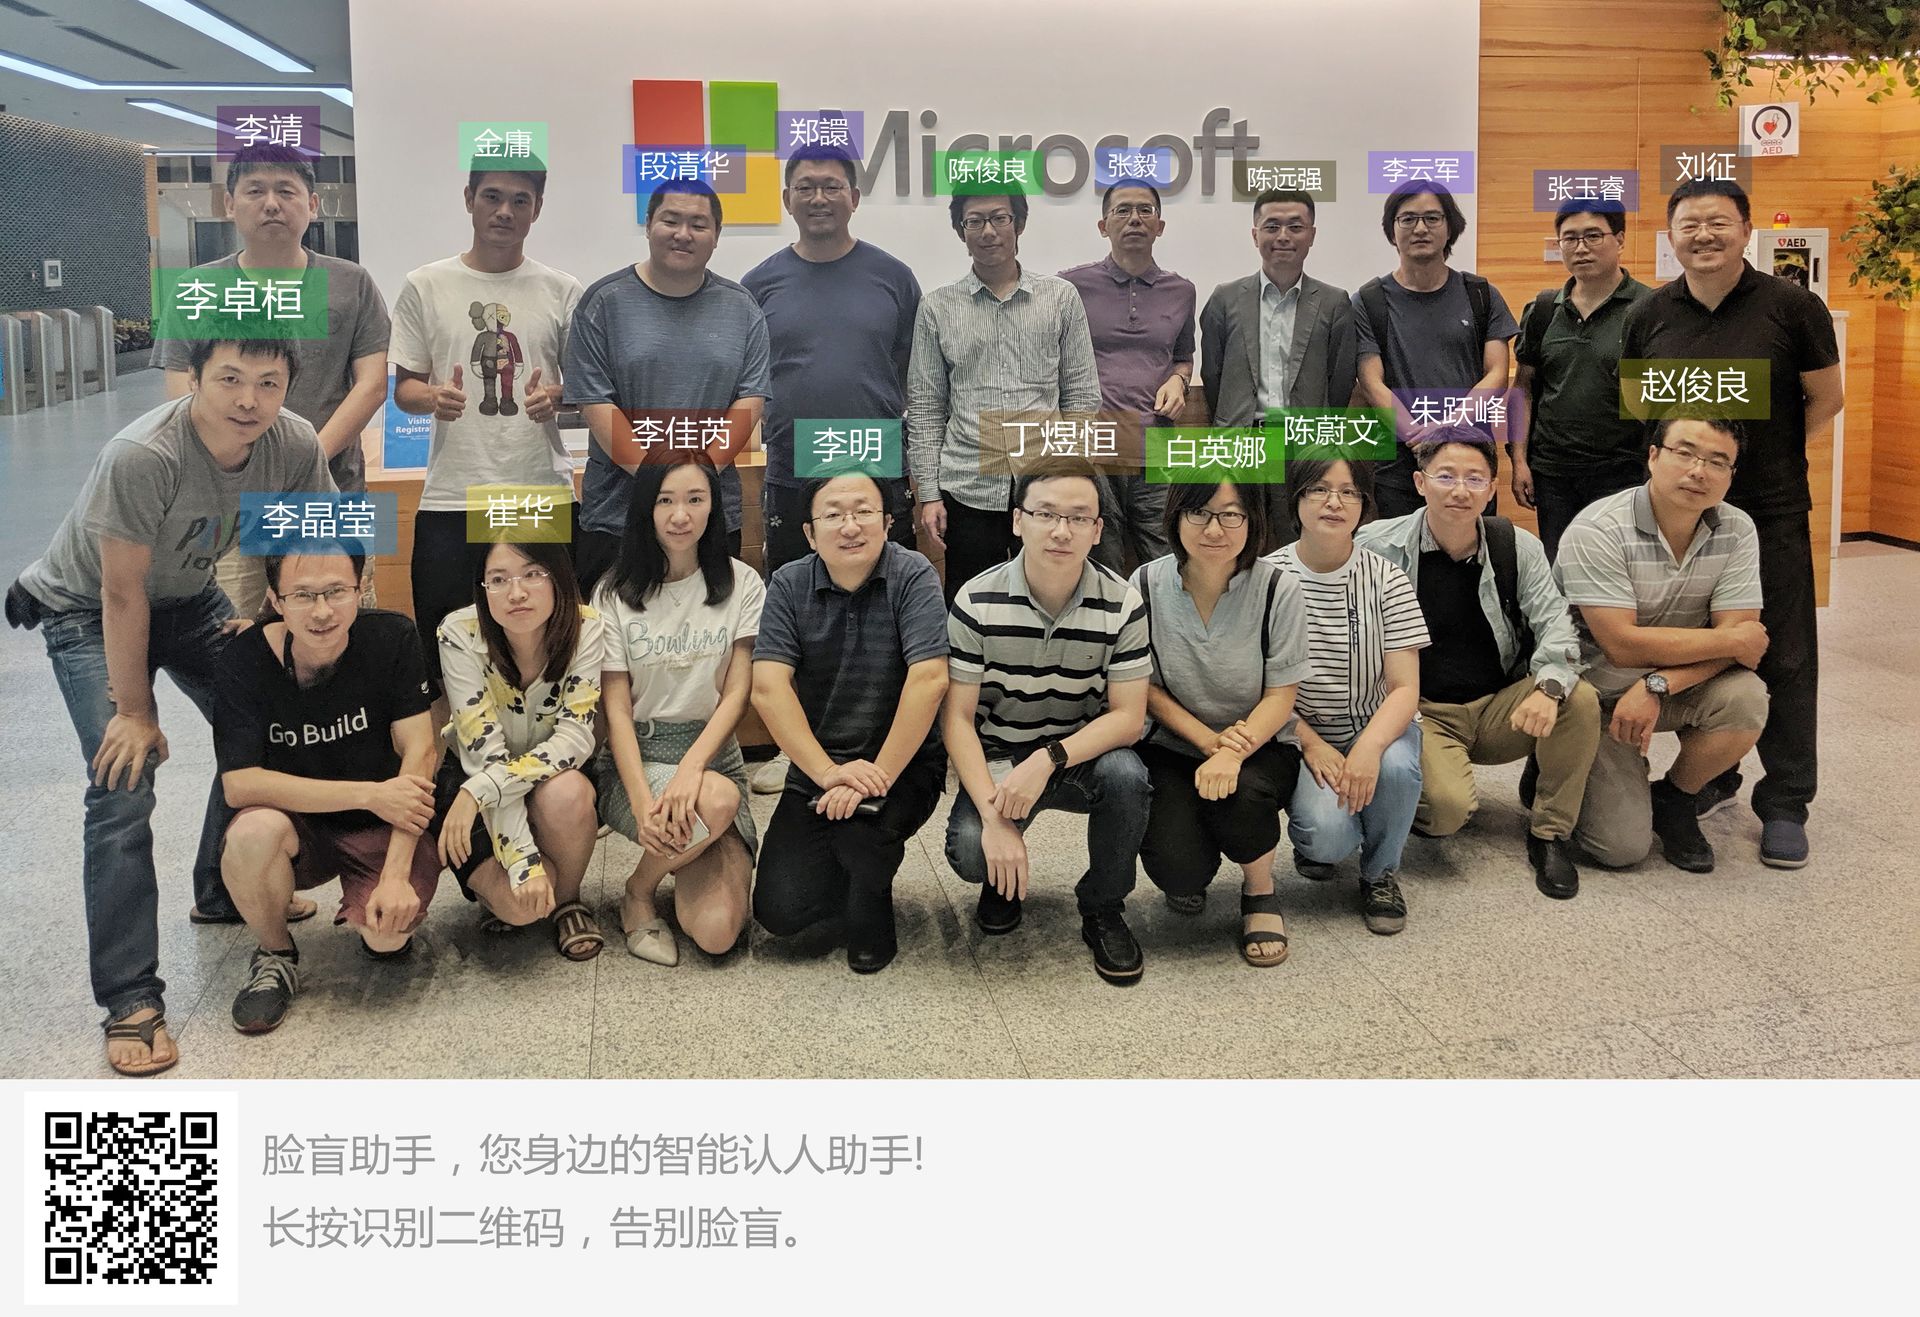 Microsoft
李靖
金庸
段清华
郑譞
陈俊良
张毅
陈远强
李云军
张玉睿
刘征
AED
AED
李卓桓
赵俊良
Visitor
李佳芮
李明
丁煜恒
白英娜
陈蔚文
朱跃峰
李晶莹
崔华
Bowling
Go Build
脸盲助手，您身边的智能认人助手!
长按识别二维码，告别脸盲。